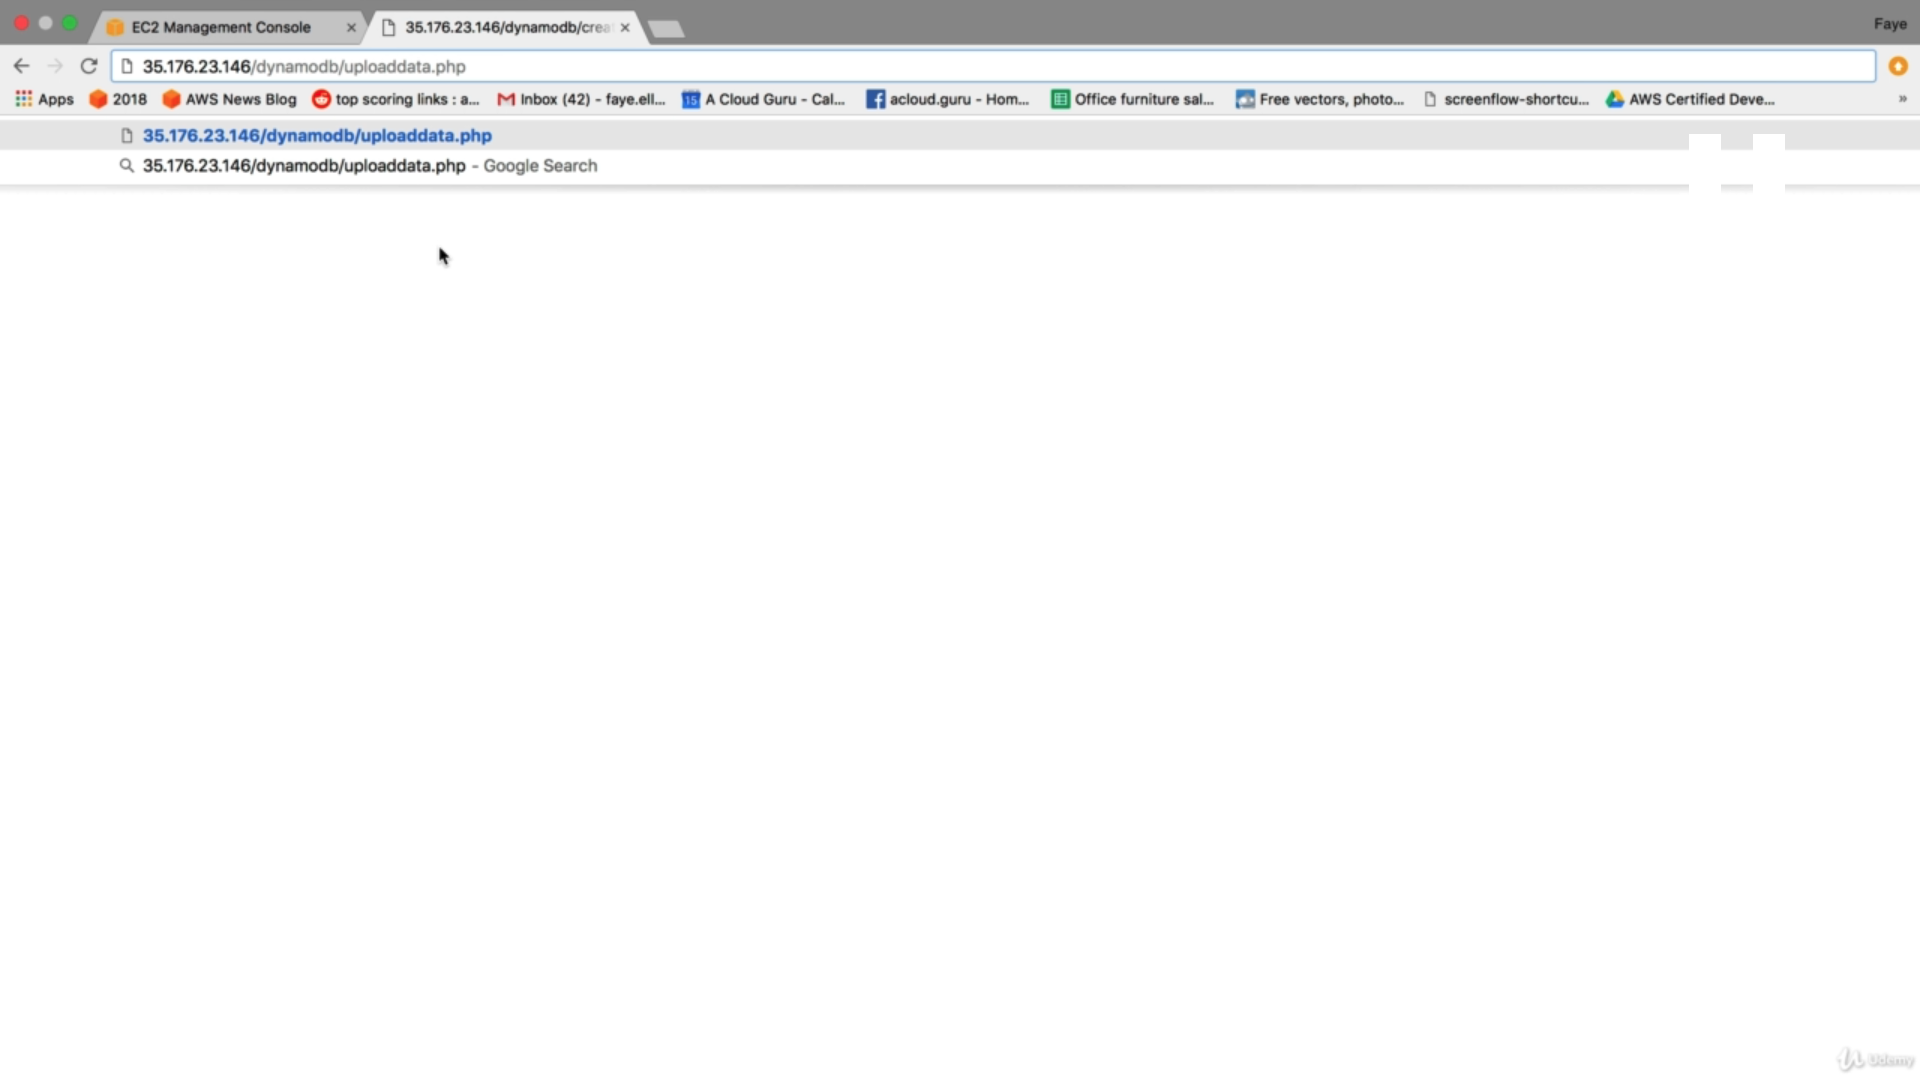 EC2 Management Console
35.176.23.146/dynamodb/crea
Faye
35.176.23.146/dynamodb/uploaddata.php
Apps 2018 AWS News Blog top scoring links : a... Inbox (42) - faye.ell... 15 A Cloud Guru - Cal... acloud.guru - Hom... Office furniture sal... Free vectors, photo... screenflow-shortcu... AWS Certified Deve... »
35.176.23.146/dynamodb/uploaddata.php
35.176.23.146/dynamodb/uploaddata.php - Google Search
Udemy